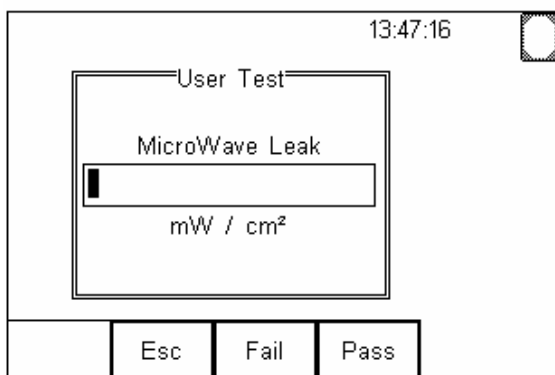 13:47:16
User Test
MicroWave Leak
mW / cm²
Esc Fail Pass